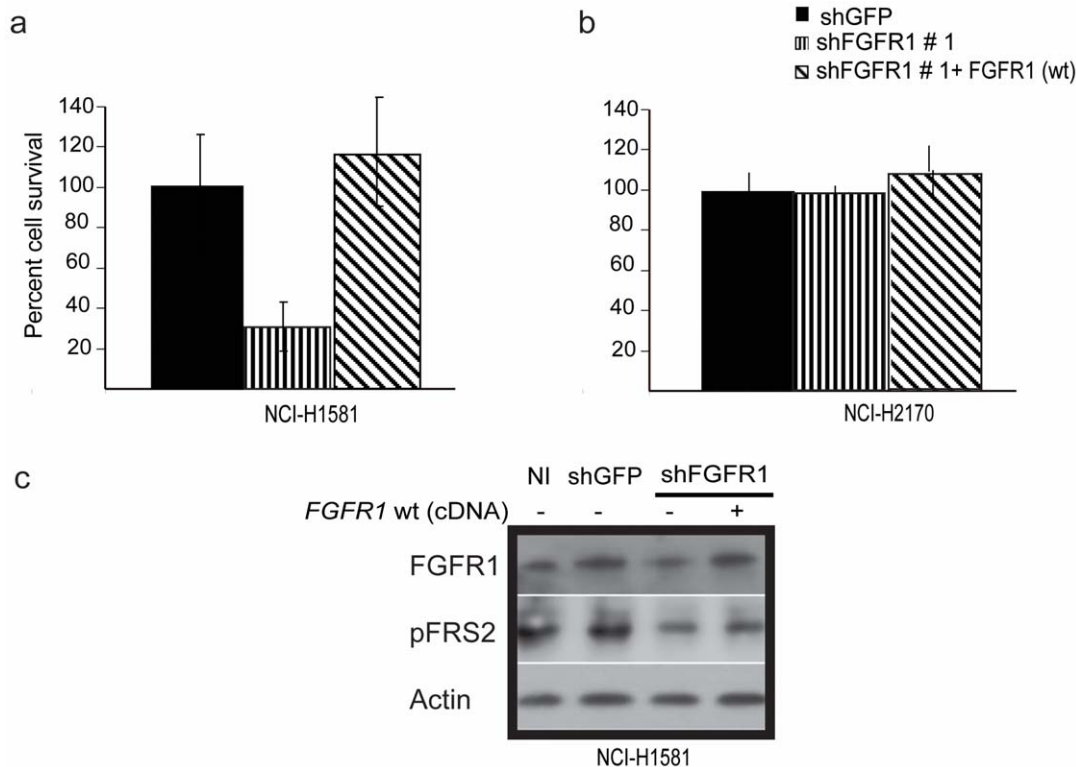 a
b
shGFP
shFGFR1 # 1
shFGFR1 # 1+ FGFR1 (wt)
Percent cell survival
140
120
100
80
60
40
20
NCI-H1581
140
120
100
80
60
40
20
NCI-H2170
c
NI shGFP shFGFR1
FGFR1 wt (cDNA) - - - +
FGFR1
pFRS2
Actin
NCI-H1581